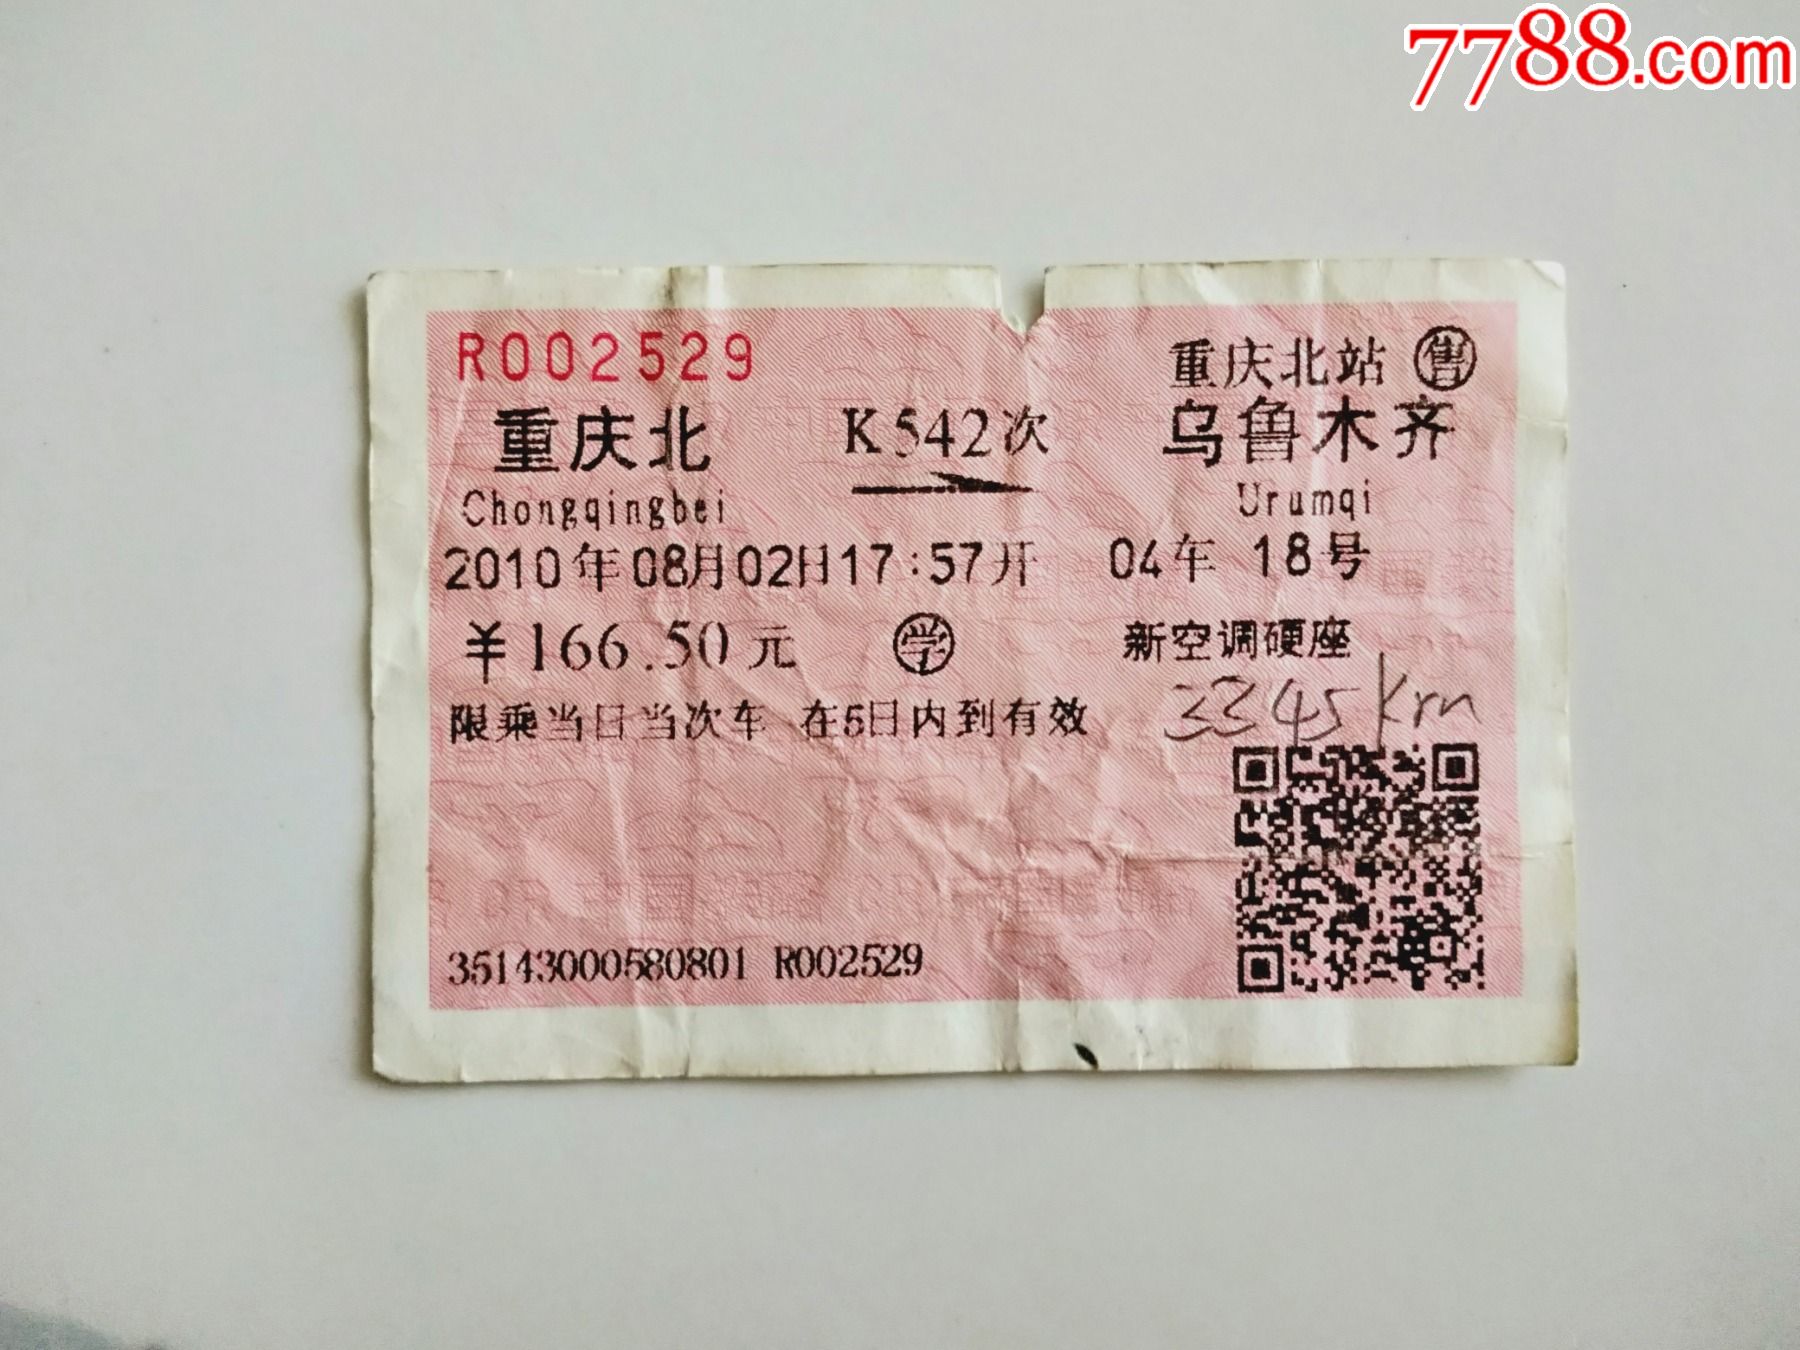 7788.com
R002529
重庆北站 售
重庆北 K542次 乌鲁木齐
Chongqingbei Urumqi
2010年08月02日17:57开 04车 18号
￥166.50元 学 新空调硬座
限乘当日当次车 在5日内到有效
3345km
35143000580801 R002529